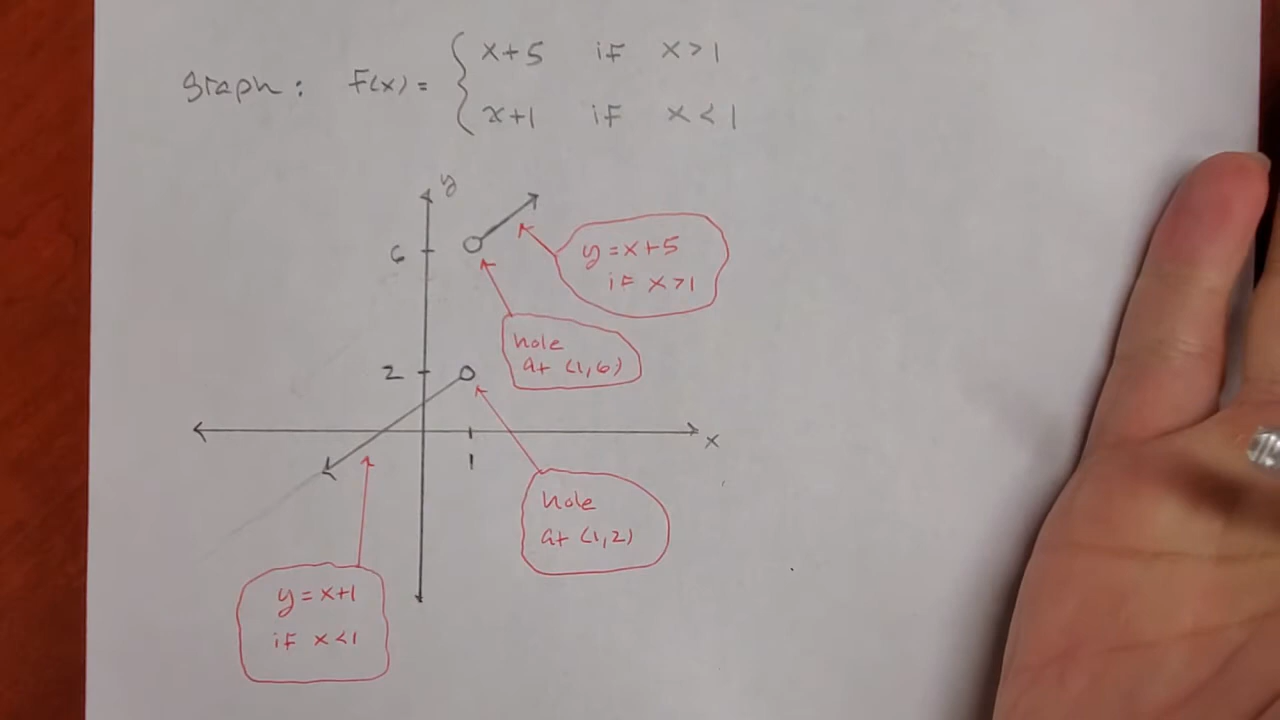 Graph: F(x) = { x+5 if x>1
x+1 if x<1
y
6
y=x+5
if x>1
hole
at (1,6)
2
x
1
hole
at (1,2)
y=x+1
if x<1